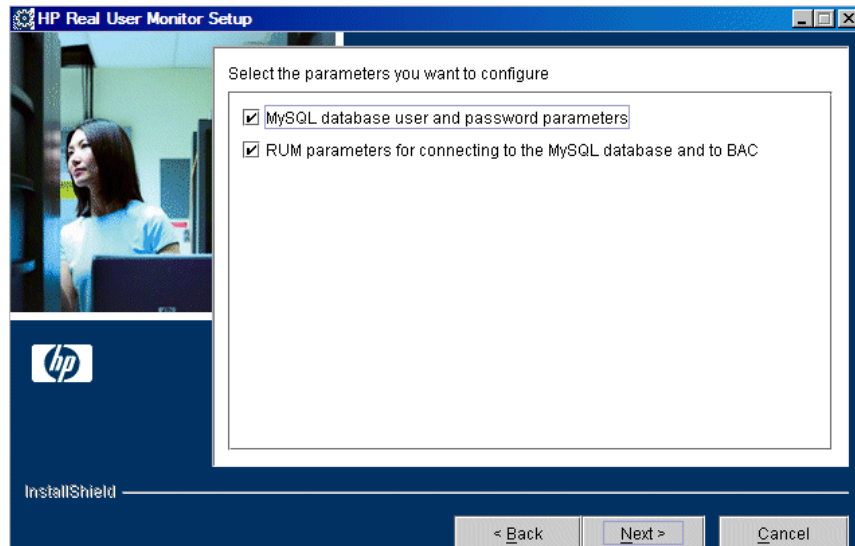 HP Real User Monitor Setup
Select the parameters you want to configure
MySQL database user and password parameters
RUM parameters for connecting to the MySQL database and to BAC
hp
InstallShield
< Back
Next >
Cancel